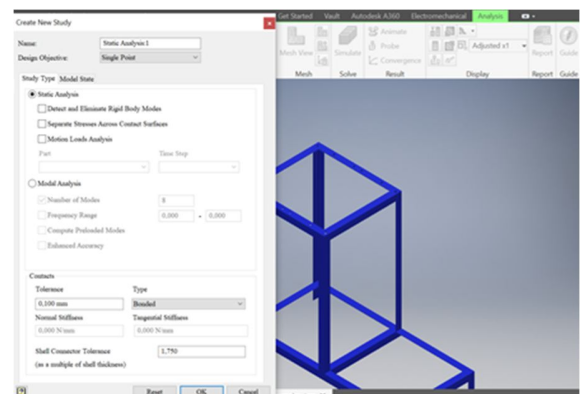 Get Started Vault Autodesk A360 Electromechanical Analysis
Create New Study
Name: Static Analysis:1
Design Objective: Single Point
Study Type Model State
Static Analysis
Detect and Eliminate Rigid Body Modes
Separate Stresses Across Contact Surfaces
Motion Loads Analysis
Part Time Step
Modal Analysis
Number of Modes 8
Frequency Range 0,000 - 0,000
Compute Preloaded Modes
Enhanced Accuracy
Contacts
Tolerance Type
0,100 mm Bonded
Normal Stiffness Tangential Stiffness
0,000 N/mm 0,000 N/mm
Shell Connector Tolerance 1,750
(as a multiple of shell thickness)
Reset OK Cancel
Mesh View
Simulate
Animate
Probe
Convergence
Adjusted x1
Report
Guide
Mesh Solve Result Display Report Guide